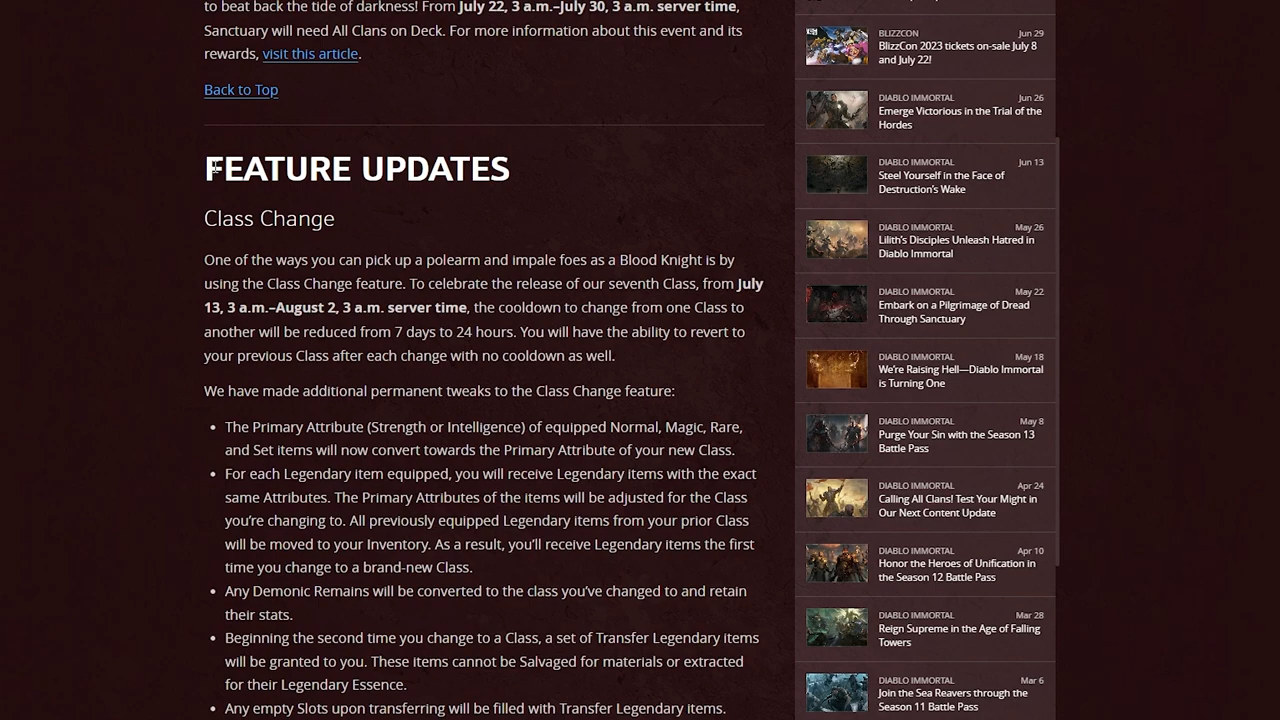 to beat back the tide of darkness! From July 22, 3 a.m.–July 30, 3 a.m. server time,
Sanctuary will need All Clans on Deck. For more information about this event and its
rewards, visit this article.
Back to Top
FEATURE UPDATES
Class Change
One of the ways you can pick up a polearm and impale foes as a Blood Knight is by
using the Class Change feature. To celebrate the release of our seventh Class, from July
13, 3 a.m.–August 2, 3 a.m. server time, the cooldown to change from one Class to
another will be reduced from 7 days to 24 hours. You will have the ability to revert to
your previous Class after each change with no cooldown as well.
We have made additional permanent tweaks to the Class Change feature:
• The Primary Attribute (Strength or Intelligence) of equipped Normal, Magic, Rare,
and Set items will now convert towards the Primary Attribute of your new Class.
• For each Legendary item equipped, you will receive Legendary items with the exact
same Attributes. The Primary Attributes of the items will be adjusted for the Class
you’re changing to. All previously equipped Legendary items from your prior Class
will be moved to your Inventory. As a result, you’ll receive Legendary items the first
time you change to a brand-new Class.
• Any Demonic Remains will be converted to the class you’ve changed to and retain
their stats.
• Beginning the second time you change to a Class, a set of Transfer Legendary items
will be granted to you. These items cannot be Salvaged for materials or extracted
for their Legendary Essence.
• Any empty Slots upon transferring will be filled with Transfer Legendary items.
BLIZZCON Jun 29
BlizzCon 2023 tickets on-sale July 8
and July 22!
DIABLO IMMORTAL Jun 26
Emerge Victorious in the Trial of the
Hordes
DIABLO IMMORTAL Jun 13
Steel Yourself in the Face of
Destruction’s Wake
DIABLO IMMORTAL May 26
Lilith’s Disciples Unleash Hatred in
Diablo Immortal
DIABLO IMMORTAL May 22
Embark on a Pilgrimage of Dread
Through Sanctuary
DIABLO IMMORTAL May 18
We’re Raising Hell—Diablo Immortal
is Turning One
DIABLO IMMORTAL May 8
Purge Your Sin with the Season 13
Battle Pass
DIABLO IMMORTAL Apr 24
Calling All Clans! Test Your Might in
Our Next Content Update
DIABLO IMMORTAL Apr 10
Honor the Heroes of Unification in
the Season 12 Battle Pass
DIABLO IMMORTAL Mar 28
Reign Supreme in the Age of Falling
Towers
DIABLO IMMORTAL Mar 6
Join the Sea Reavers through the
Season 11 Battle Pass